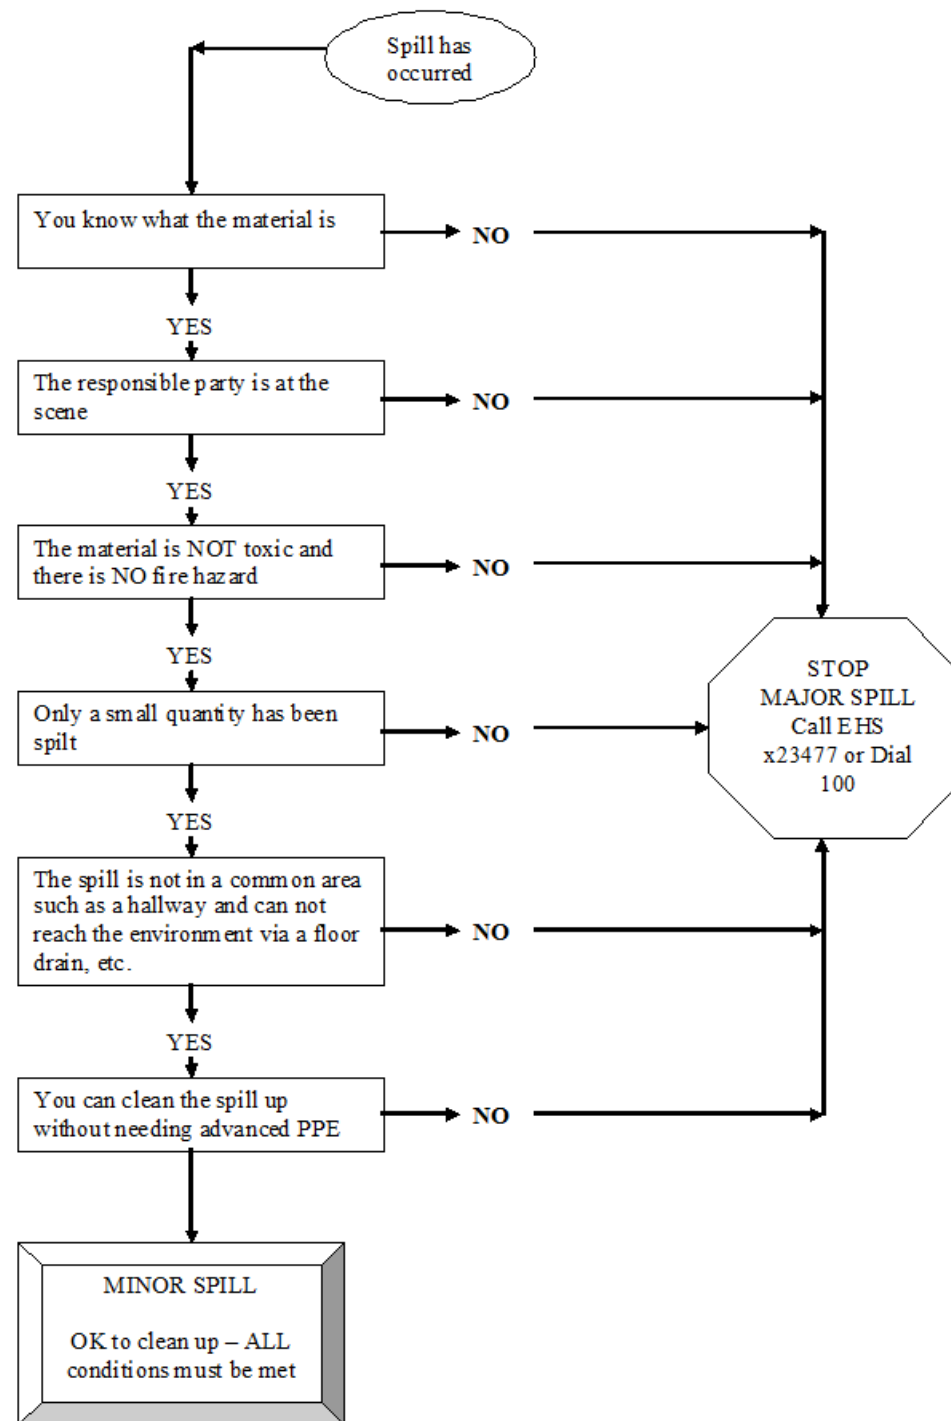 Spill has
occurred
You know what the material is
NO
YES
The responsible party is at the
scene
NO
YES
The material is NOT toxic and
there is NO fire hazard
NO
YES
Only a small quantity has been
spilt
NO
STOP
MAJOR SPILL
Call EHS
x23477 or Dial
100
YES
The spill is not in a common area
such as a hallway and can not
reach the environment via a floor
drain, etc.
NO
YES
You can clean the spill up
without needing advanced PPE
NO
MINOR SPILL
OK to clean up – ALL
conditions must be met